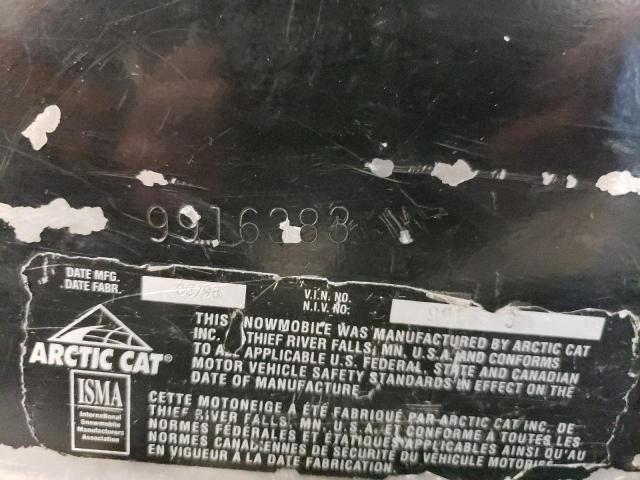 9916383
DATE MFG.
DATE FABR.
V.I.N. NO.
N.I.V. NO:
ARCTIC CAT®
ISMA
International
Snowmobile
Manufacturers
Association
THIS NOWMOBILE WAS MANUFACTURED BY ARCTIC CAT
INC. THIEF RIVER FALLS, MN. U.S.A. AND CONFORMS
TO ALL APPLICABLE U.S. FEDERAL, STATE AND CANADIAN
MOTOR VEHICLE SAFETY STANDARDS IN EFFECT ON THE
DATE OF MANUFACTURE
CETTE MOTONEIGE A ÉTÉ FABRIQUÉ PAR ARCTIC CAT INC. DE
THIEF RIVER FALLS, MN. U.S.A. ET CONFORME A TOUTES LES
NORMES FÉDÉRALES ET ÉTATIQUES APPLICABLES AINSI QU'AU
NORMES CANADIENNES DE SÉCURITÉ DU VÉHICULE MOTORISÉ
EN VIGUEUR À LA DATE FABRICATION.